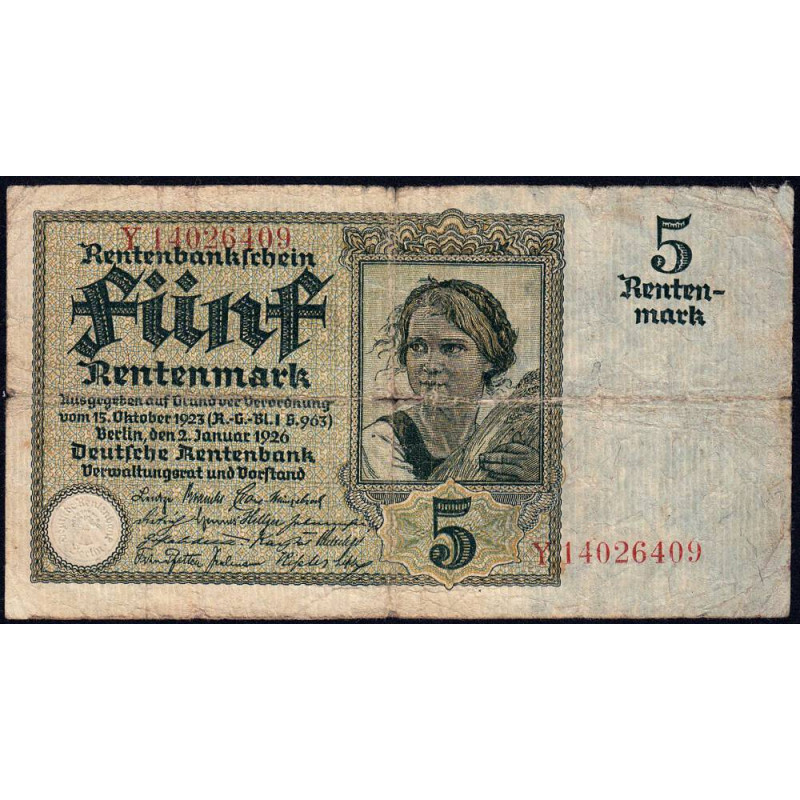 Y 14026409
Rentenbankschein
Fünf
Rentenmark
Ausgegeben auf Grund der Verordnung
vom 15. Oktober 1923 (R.-G.-Bl. I S. 963)
Berlin, den 2. Januar 1926
Deutsche Rentenbank
Verwaltungsrat und Vorstand
5
5
Renten-
mark
Y 14026409